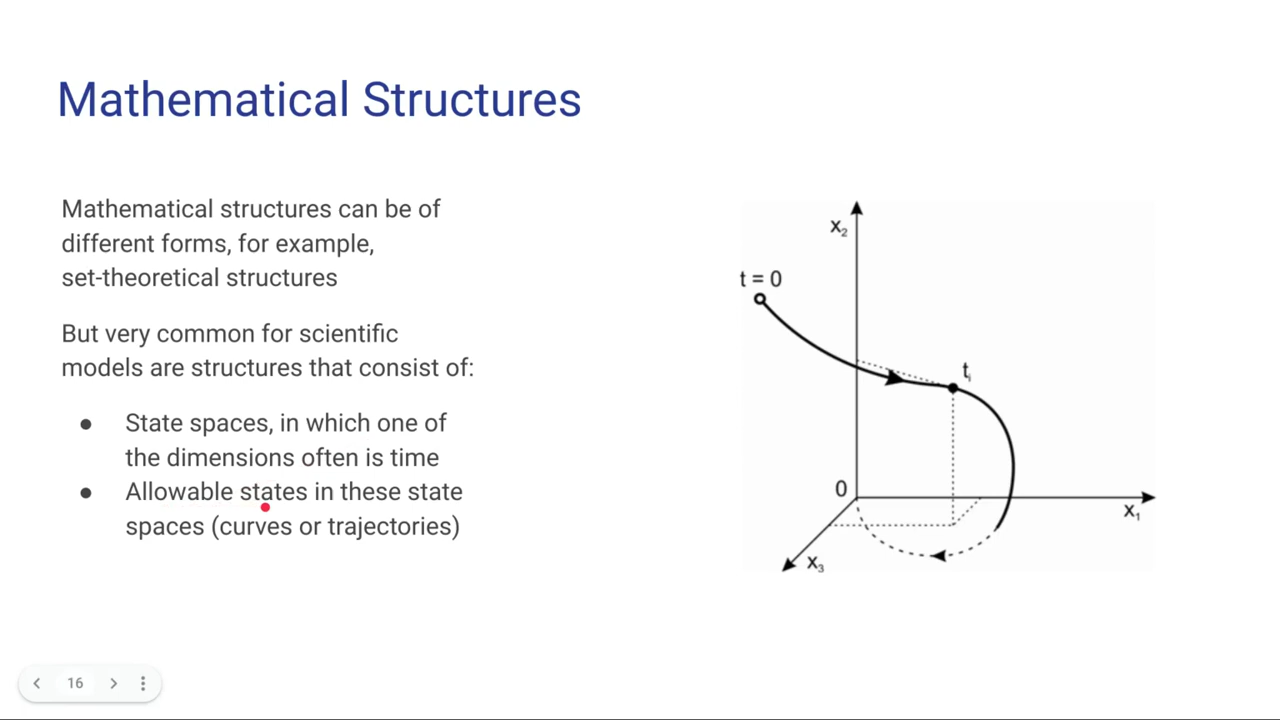 Mathematical Structures
Mathematical structures can be of
different forms, for example,
set-theoretical structures
But very common for scientific
models are structures that consist of:
● State spaces, in which one of
the dimensions often is time
● Allowable states in these state
spaces (curves or trajectories)
x₂
t = 0
tᵢ
0
x₁
x₃
16